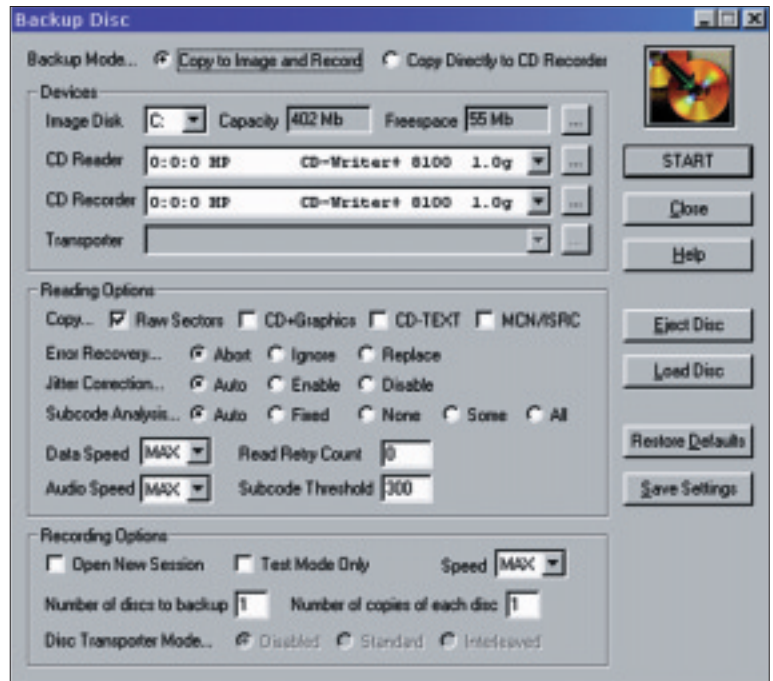 Backup Disc
Backup Mode... Copy to Image and Record Copy Directly to CD Recorder
Devices
Image Disk C: Capacity 402 Mb Freespace 55 Mb ...
CD Reader 0:0:0 HP CD-Writer+ 8100 1.0g ...
CD Recorder 0:0:0 HP CD-Writer+ 8100 1.0g ...
Transporter ...
START
Close
Help
Reading Options
Copy... Raw Sectors CD+Graphics CD-TEXT MCN/ISRC
Error Recovery... Abort Ignore Replace
Jitter Correction... Auto Enable Disable
Subcode Analysis... Auto Fixed None Some All
Data Speed MAX Read Retry Count 0
Audio Speed MAX Subcode Threshold 300
Eject Disc
Load Disc
Restore Defaults
Save Settings
Recording Options
Open New Session Test Mode Only Speed MAX
Number of discs to backup 1 Number of copies of each disc 1
Disc Transporter Mode... Disabled Standard Interleaved